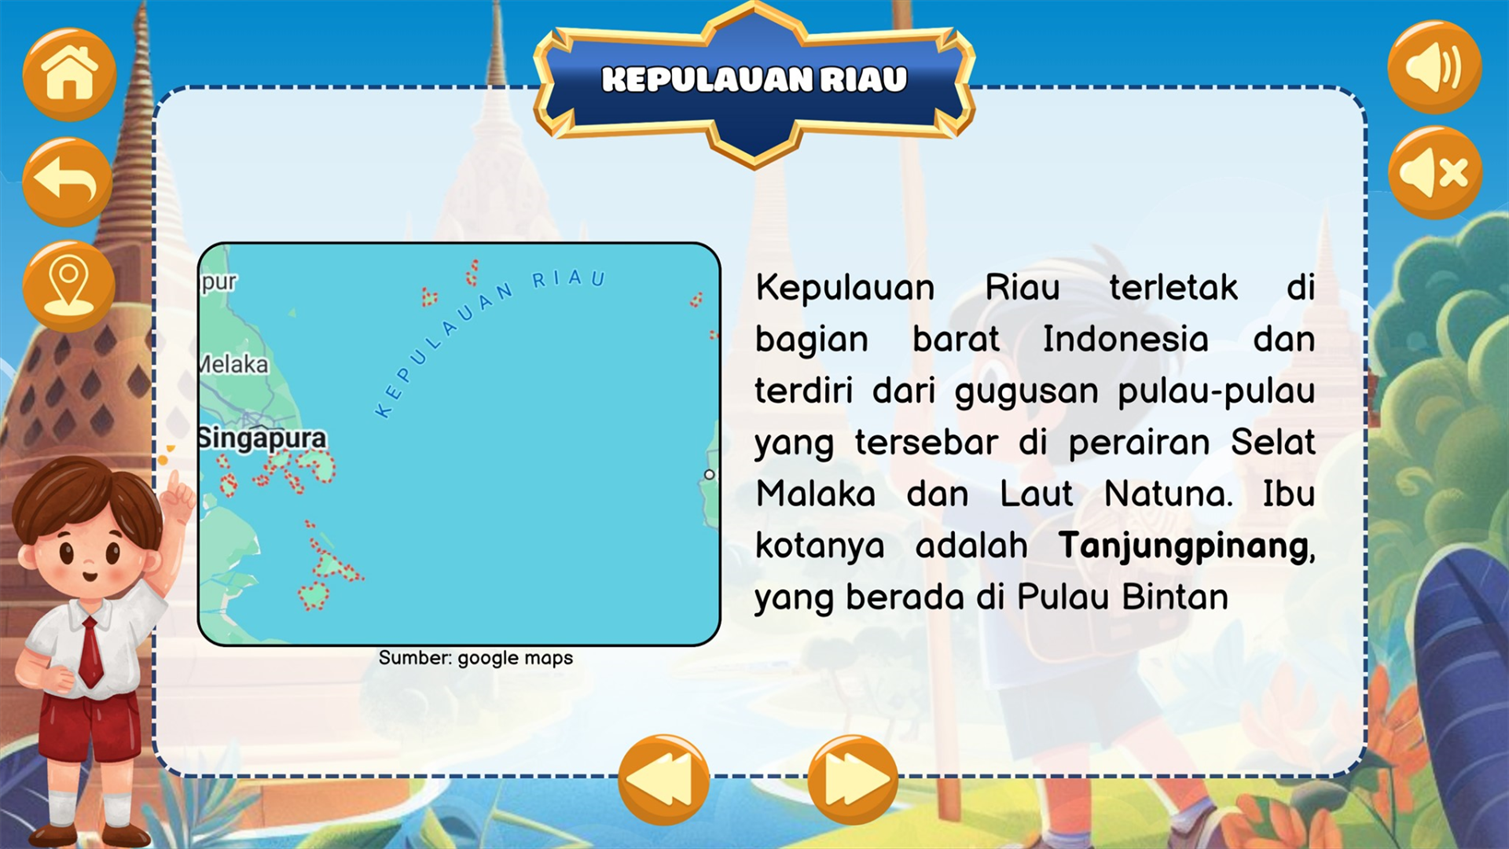 KEPULAUAN RIAU
pur
Melaka
Singapura
KEPULAUAN RIAU
Sumber: google maps
Kepulauan Riau terletak di
bagian barat Indonesia dan
terdiri dari gugusan pulau-pulau
yang tersebar di perairan Selat
Malaka dan Laut Natuna. Ibu
kotanya adalah Tanjungpinang,
yang berada di Pulau Bintan